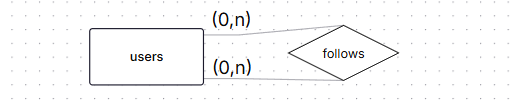 (0,n)
users
follows
(0,n)